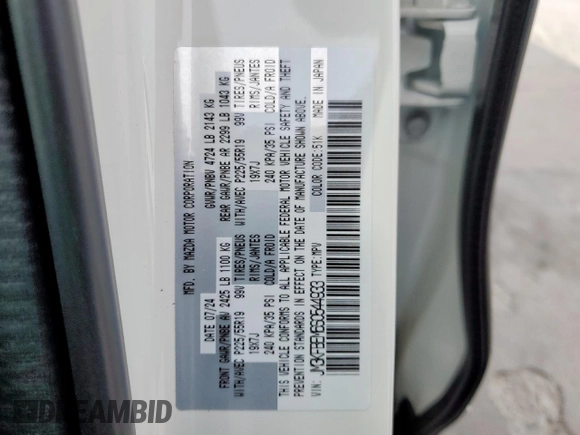 MFD. BY MAZDA MOTOR CORPORATION
DATE 07/24 GVWR/PNBV 4724 LB 2143 KG
FRONT GAWR/PNBE AV 2425 LB 1100 KG REAR GAWR/PNBE AR 2299 LB 1043 KG
WITH/AVEC P225/55R19 99V TIRES/PNEUS WITH/AVEC P225/55R19 99V TIRES/PNEUS
19X7J RIMS/JANTES 19X7J RIMS/JANTES
240 KPA/35 PSI COLD/A FROID 240 KPA/35 PSI COLD/A FROID
THIS VEHICLE CONFORMS TO ALL APPLICABLE FEDERAL MOTOR VEHICLE SAFETY AND THEFT
PREVENTION STANDARDS IN EFFECT ON THE DATE OF MANUFACTURE SHOWN ABOVE.
VIN: TYPE:MPV COLOR CODE:51K MADE IN JAPAN
DREAMBID